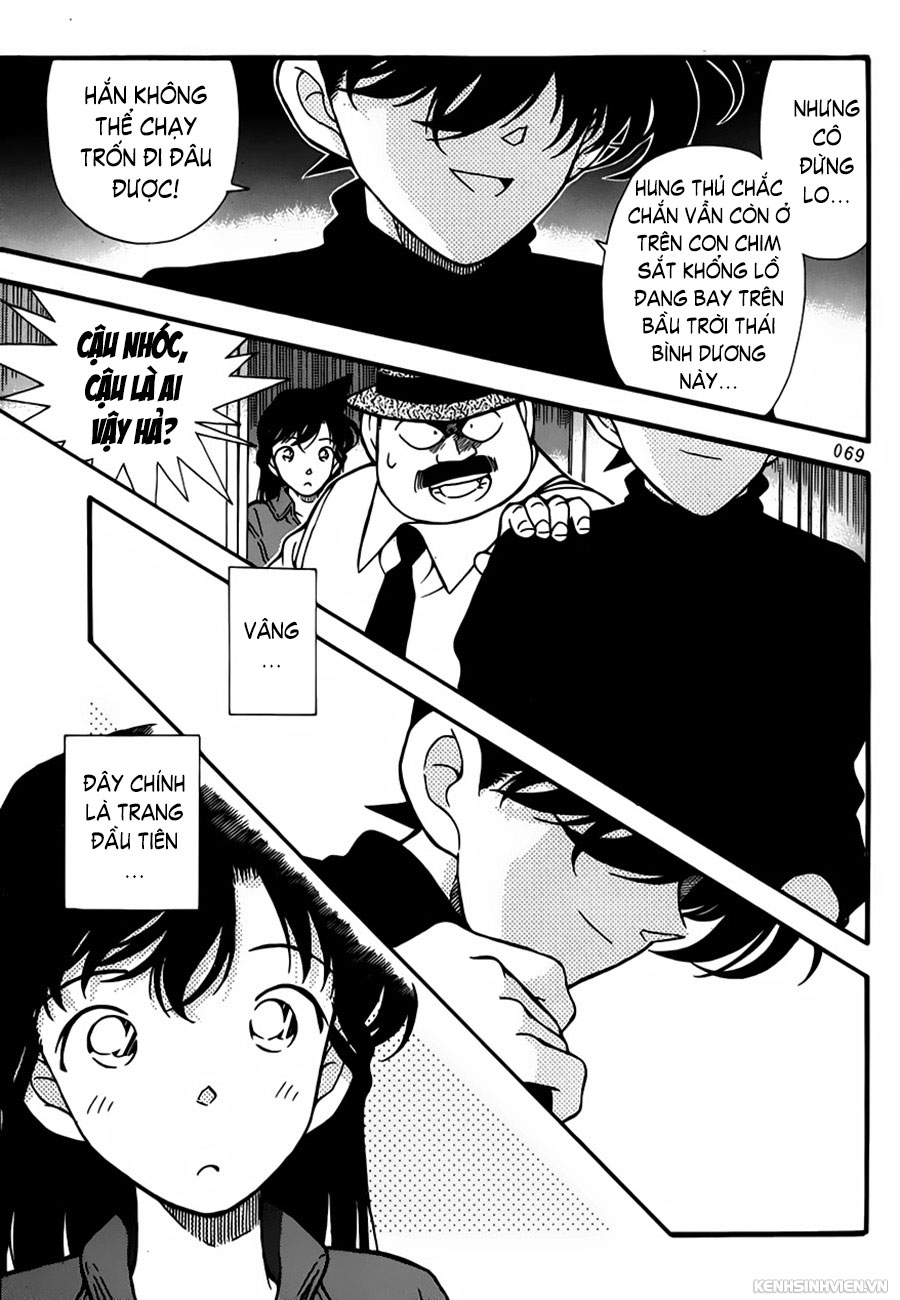 NHƯNG
CÔ
ĐỪNG
LO...
HUNG THỦ CHẮC
CHẮN VẪN CÒN Ở
TRÊN CON CHIM
SẮT KHỔNG LỒ
ĐANG BAY TRÊN
BẦU TRỜI THÁI
BÌNH DƯƠNG
NÀY...
HẮN KHÔNG
THỂ CHẠY
TRỐN ĐI ĐÂU
ĐƯỢC!
069
CẬU NHÓC,
CẬU LÀ AI
VẬY HẢ?
VÂNG
...
ĐÂY CHÍNH
LÀ TRANG
ĐẦU TIÊN
...
KENHSINHVIEN.VN